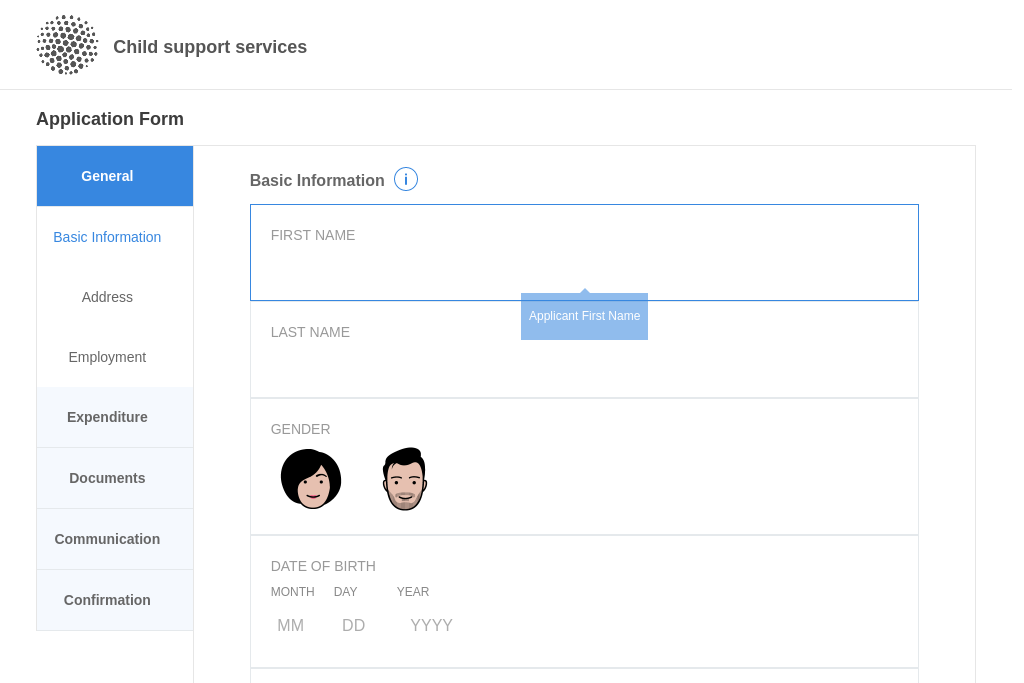 Child support services
Application Form
General
Basic Information
Address
Employment
Expenditure
Documents
Communication
Confirmation
Basic Information i
FIRST NAME
Applicant First Name
LAST NAME
GENDER
DATE OF BIRTH
MONTH DAY YEAR
MM DD YYYY